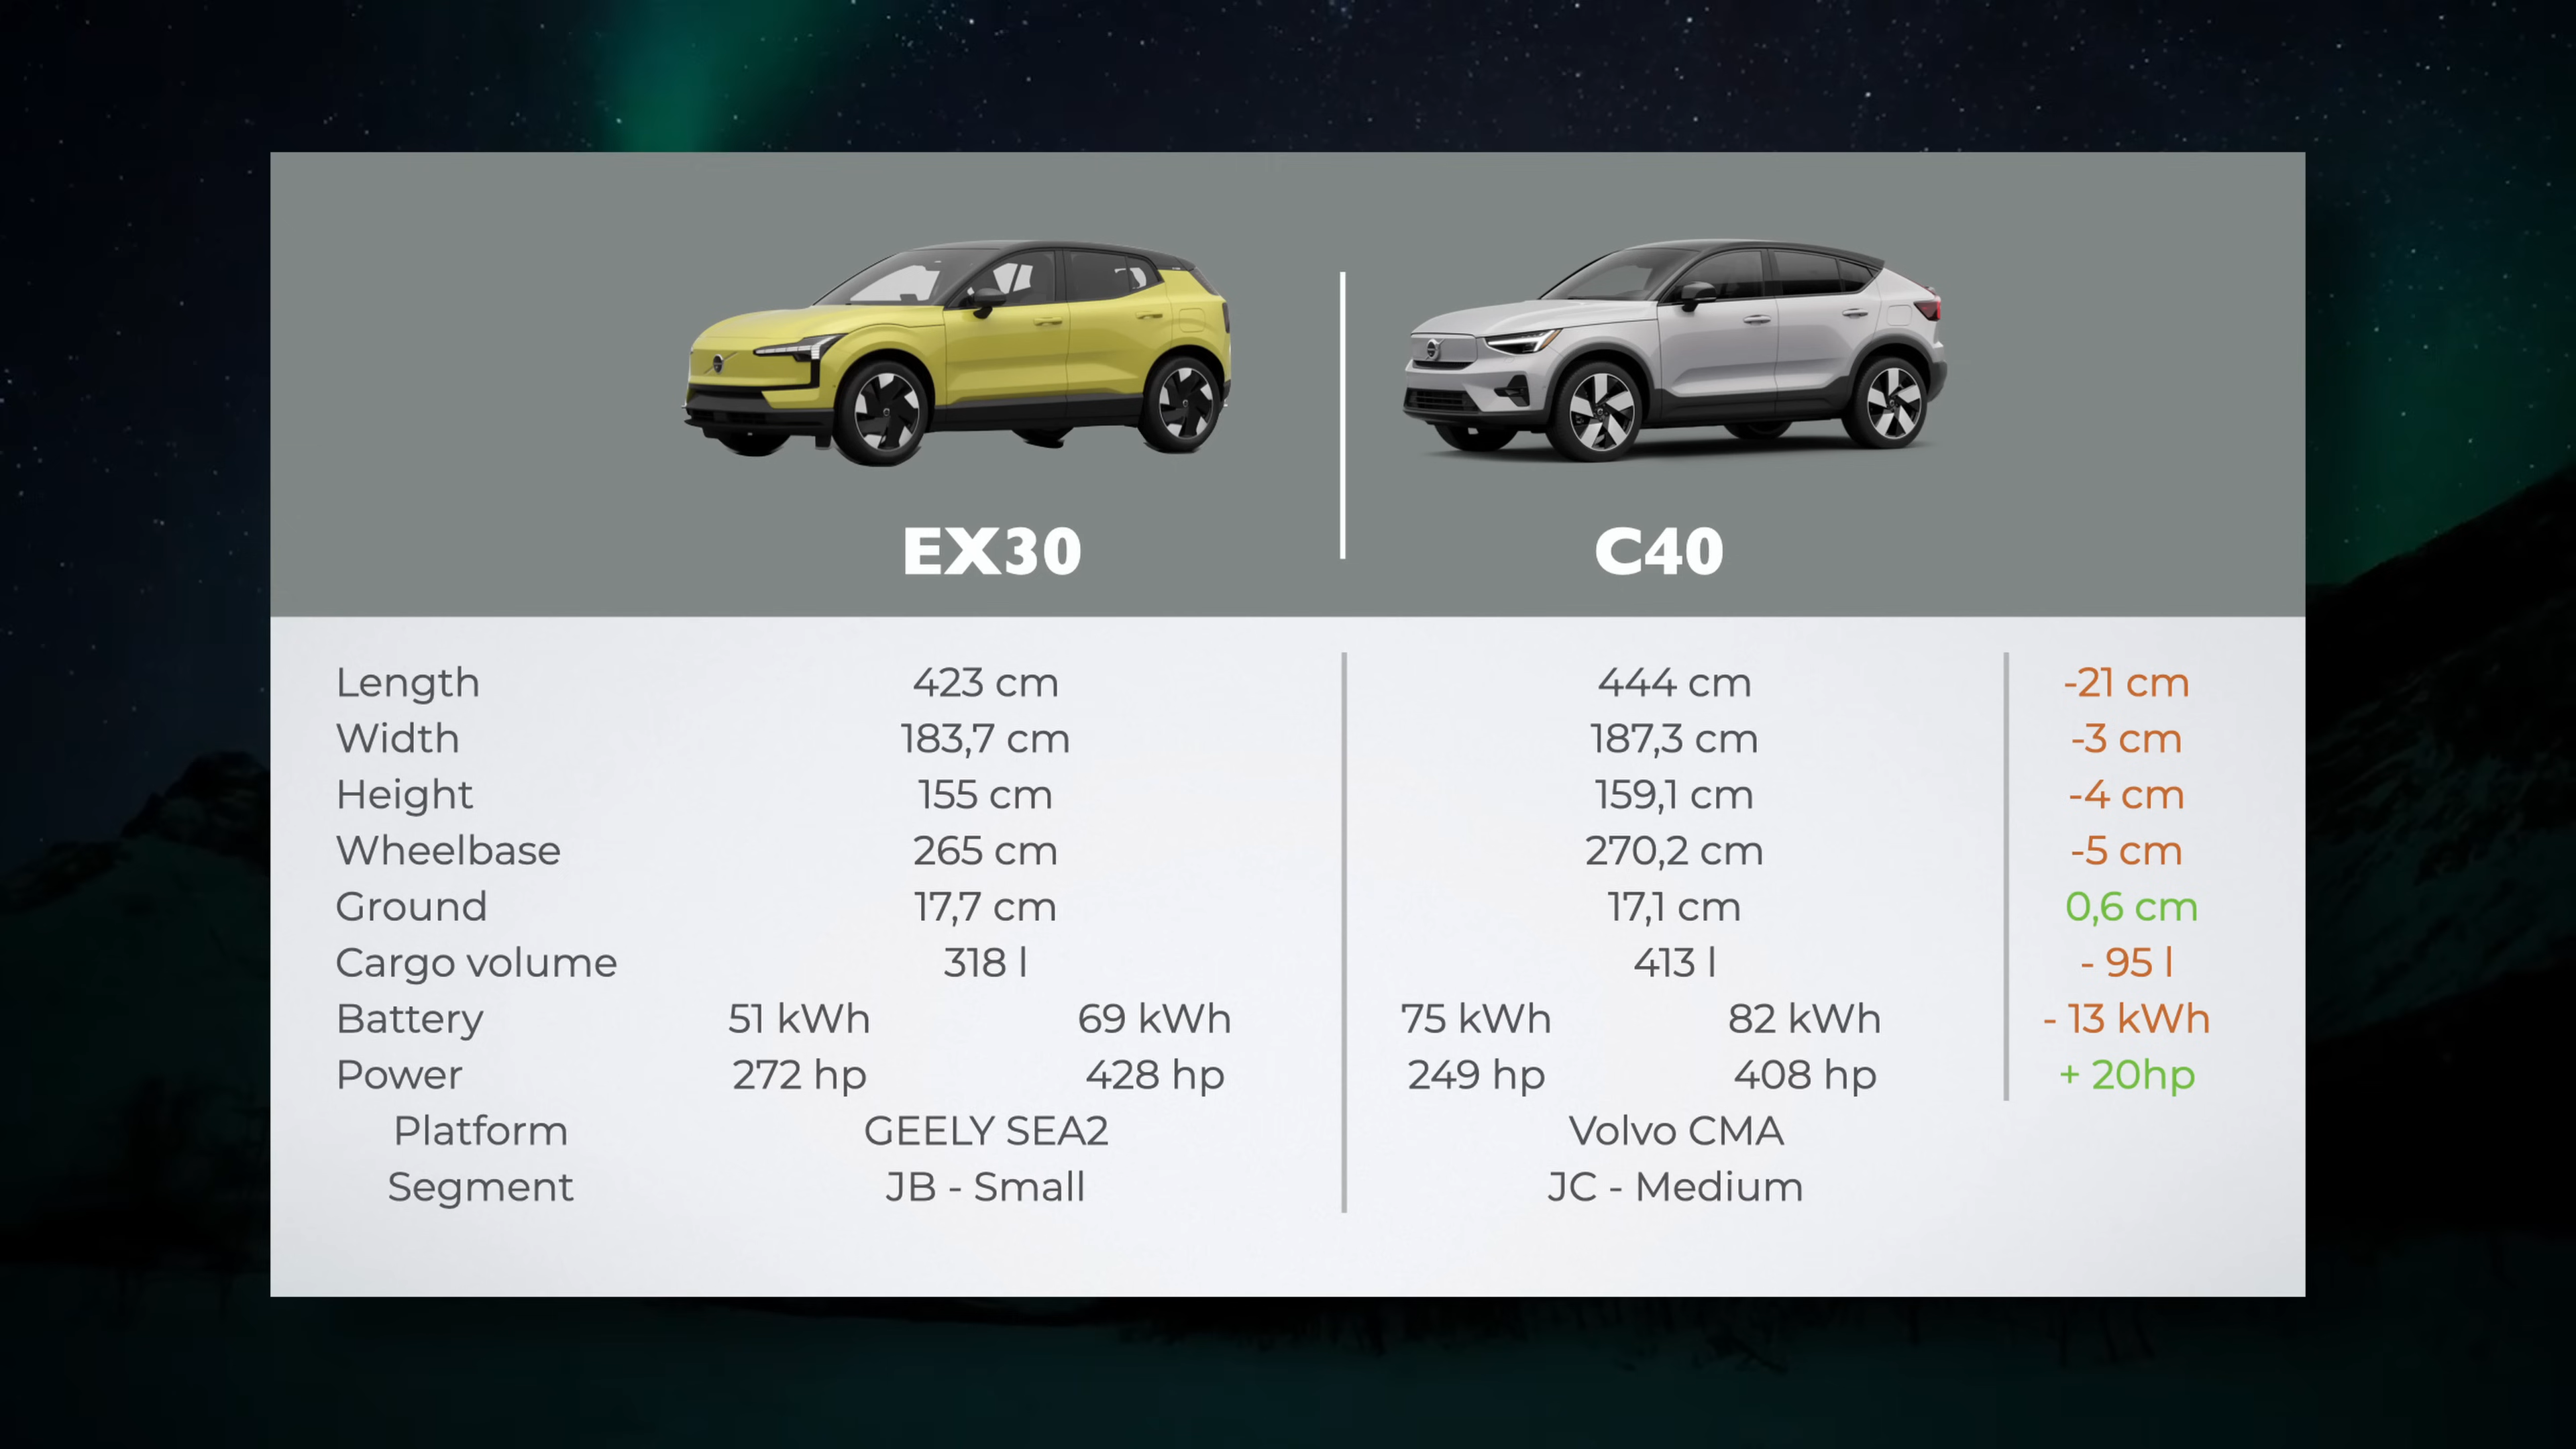 EX30 C40
Length 423 cm 444 cm -21 cm
Width 183,7 cm 187,3 cm -3 cm
Height 155 cm 159,1 cm -4 cm
Wheelbase 265 cm 270,2 cm -5 cm
Ground 17,7 cm 17,1 cm 0,6 cm
Cargo volume 318 l 413 l - 95 l
Battery 51 kWh 69 kWh 75 kWh 82 kWh - 13 kWh
Power 272 hp 428 hp 249 hp 408 hp + 20hp
Platform GEELY SEA2 Volvo CMA
Segment JB - Small JC - Medium